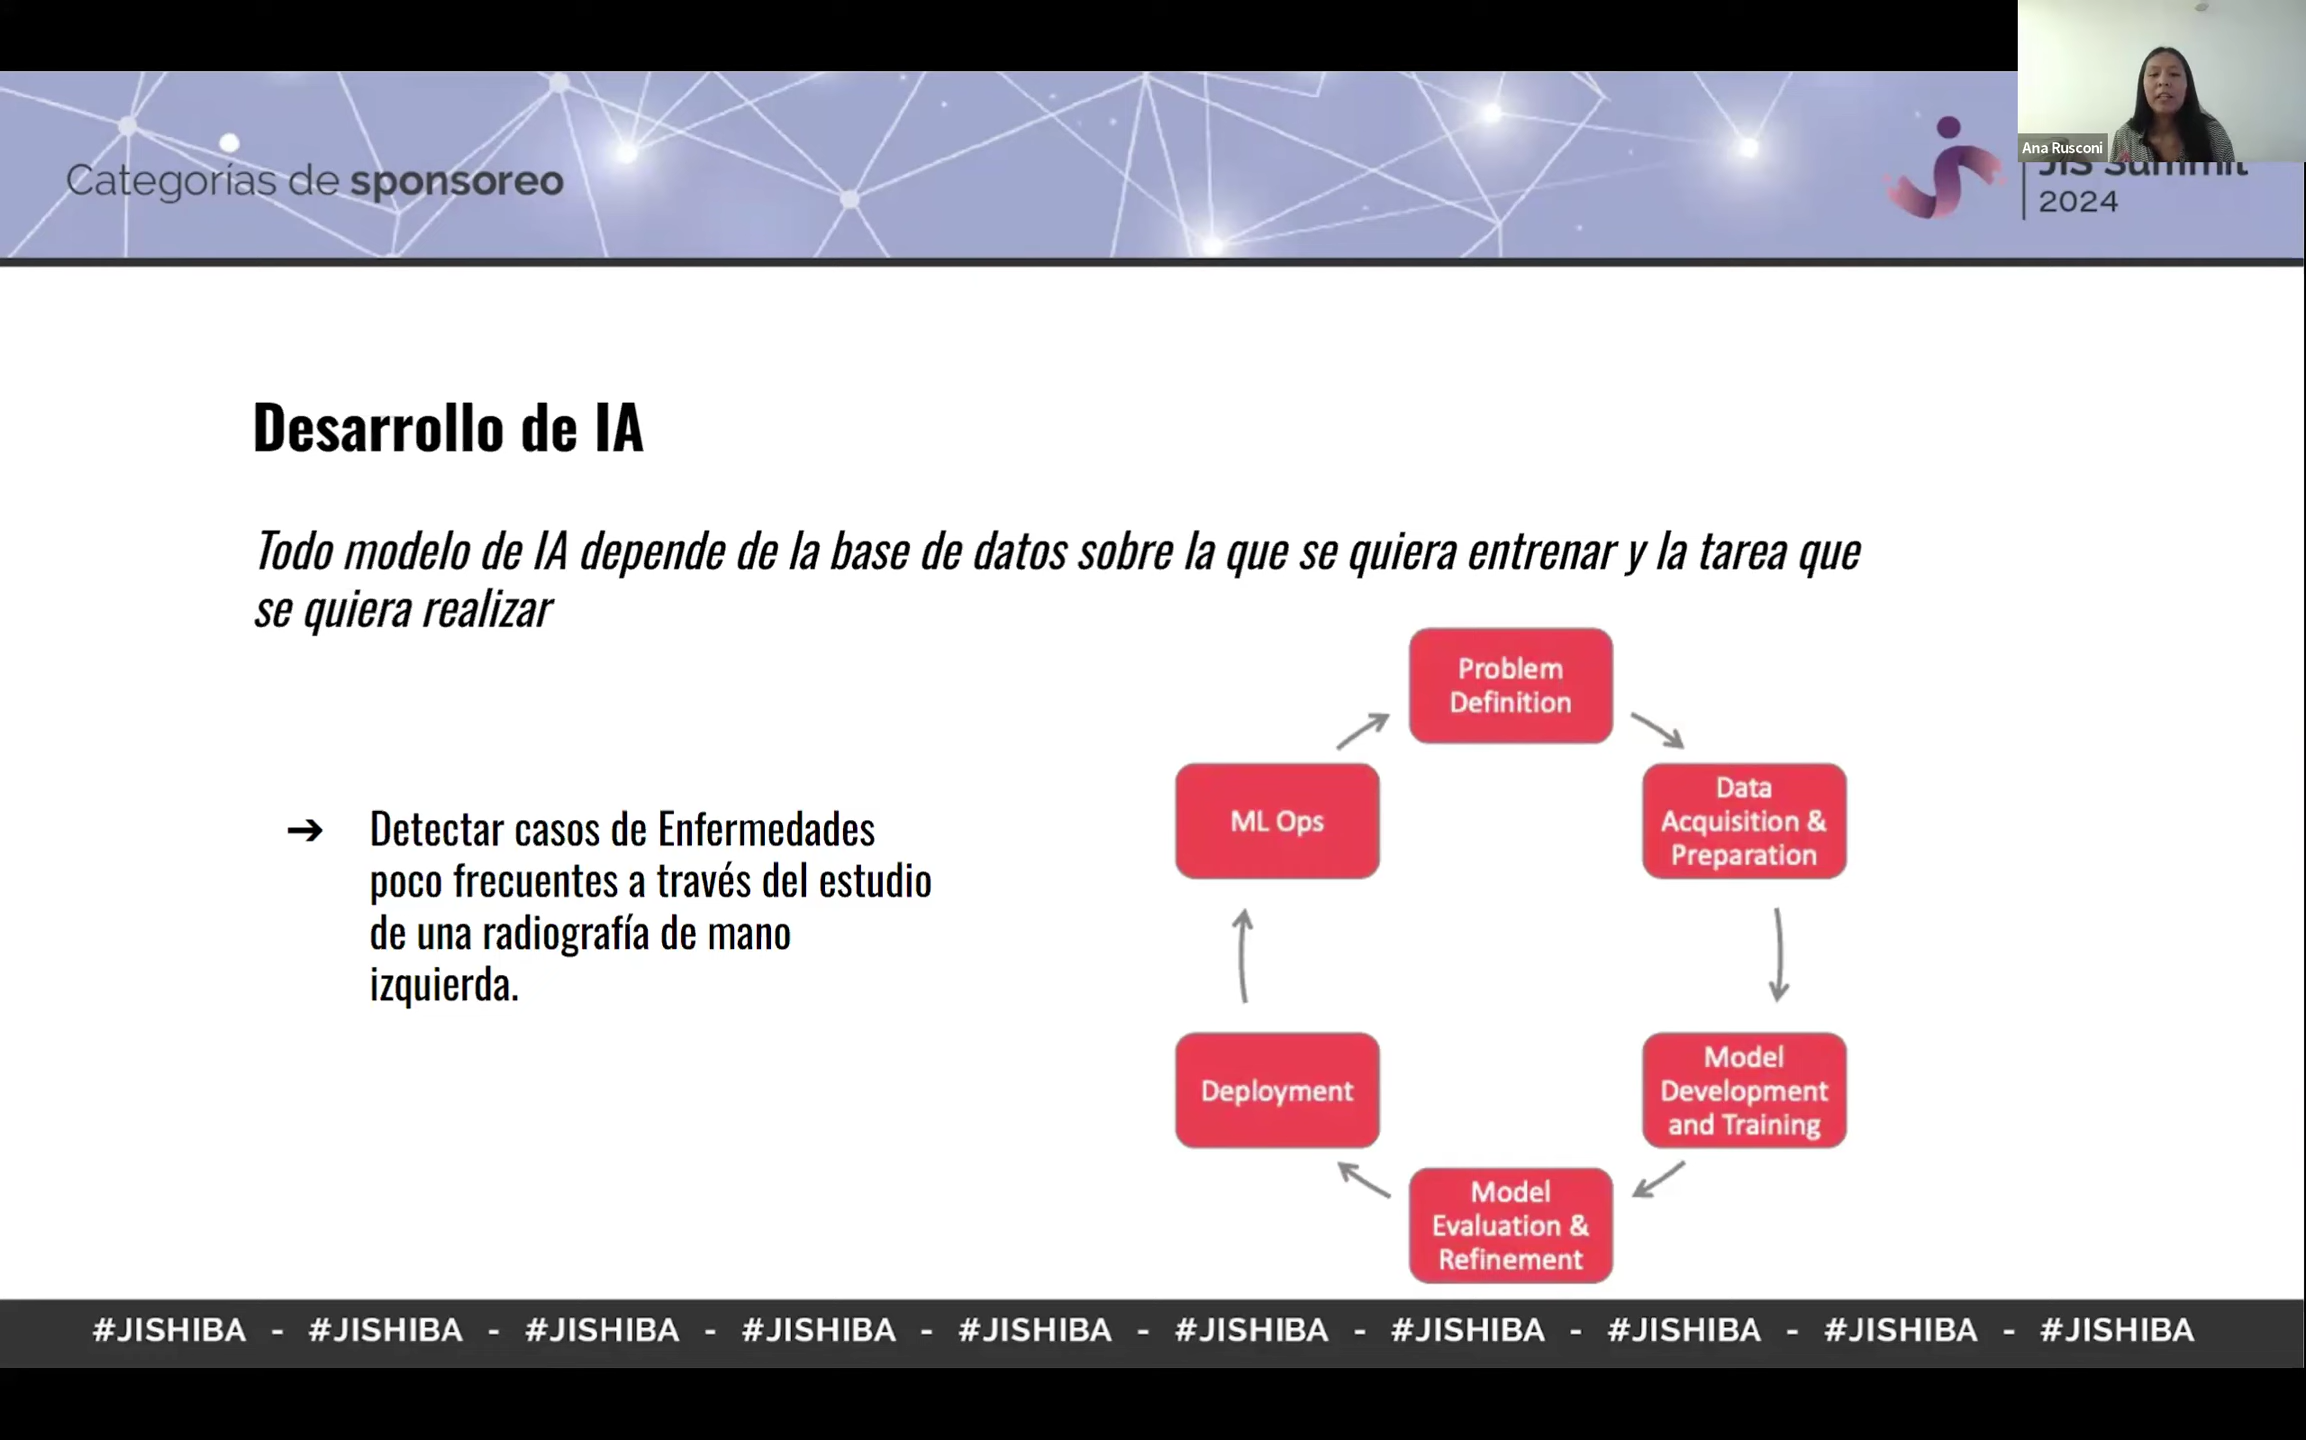 Ana Rusconi
Categorías de sponsoreo
JIS Summit
2024
Desarrollo de IA
Todo modelo de IA depende de la base de datos sobre la que se quiera entrenar y la tarea que
se quiera realizar
➔ Detectar casos de Enfermedades
poco frecuentes a través del estudio
de una radiografía de mano
izquierda.
Problem
Definition
Data
Acquisition &
Preparation
Model
Development
and Training
Model
Evaluation &
Refinement
Deployment
ML Ops
#JISHIBA - #JISHIBA - #JISHIBA - #JISHIBA - #JISHIBA - #JISHIBA - #JISHIBA - #JISHIBA - #JISHIBA - #JISHIBA